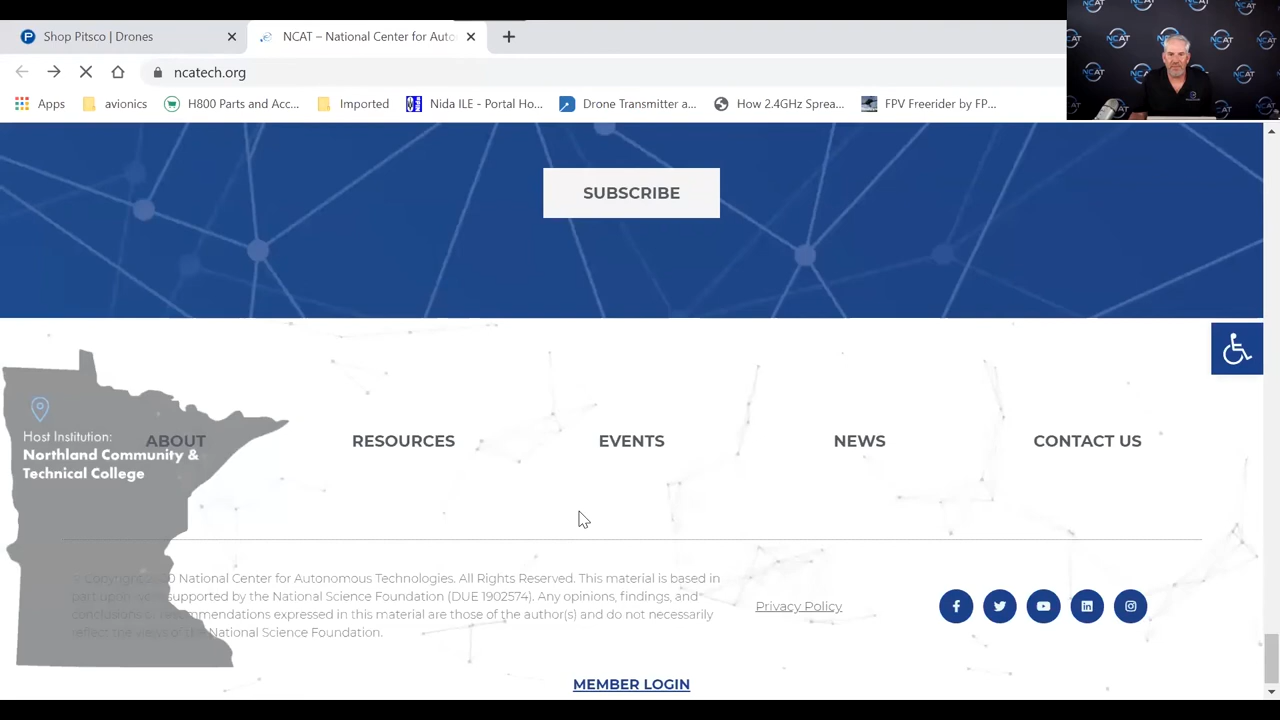 Shop Pitsco | Drones
NCAT – National Center for Auto
ncatech.org
Apps
avionics
H800 Parts and Acc...
Imported
Nida ILE - Portal Ho...
Drone Transmitter a...
How 2.4GHz Sprea...
FPV Freerider by FP...
NCAT
SUBSCRIBE
Host Institution:
Northland Community &
Technical College
ABOUT
RESOURCES
EVENTS
NEWS
CONTACT US
© Copyright 2020 National Center for Autonomous Technologies. All Rights Reserved. This material is based in
part upon work supported by the National Science Foundation (DUE 1902574). Any opinions, findings, and
conclusions or recommendations expressed in this material are those of the author(s) and do not necessarily
reflect the views of the National Science Foundation.
Privacy Policy
MEMBER LOGIN